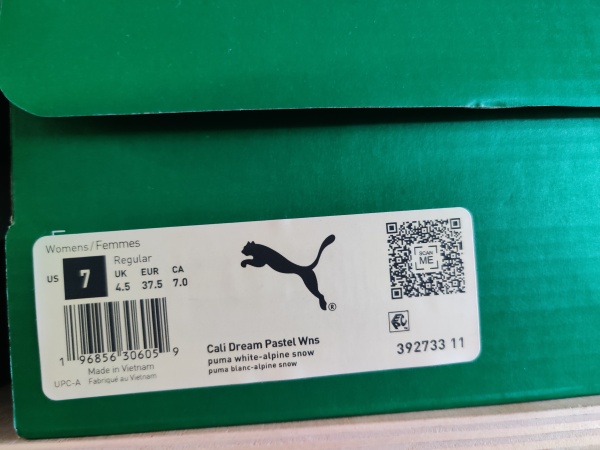 Womens/Femmes
Regular
US 7 UK EUR CA
4.5 37.5 7.0
1 96856 30605 9
Made in Vietnam
UPC-A Fabriqué au Vietnam
®
Cali Dream Pastel Wns
puma white-alpine snow
puma blanc-alpine snow
SCAN
ME
392733 11